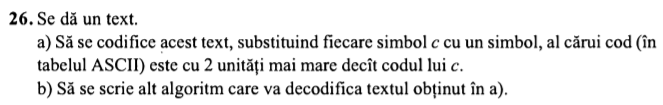 26. Se dă un text.
a) Să se codifice acest text, substituind fiecare simbol c cu un simbol, al cărui cod (în
tabelul ASCII) este cu 2 unități mai mare decît codul lui c.
b) Să se scrie alt algoritm care va decodifica textul obținut în a).